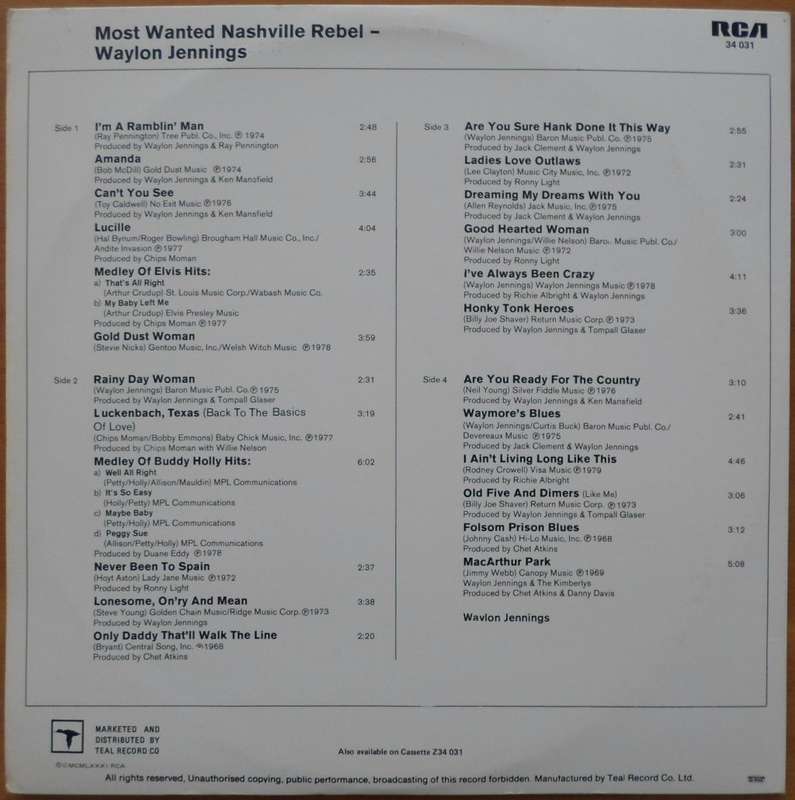 Most Wanted Nashville Rebel –
Waylon Jennings
RCA
34 031
Side 1
I'm A Ramblin' Man 2:48
(Ray Pennington) Tree Publ. Co., Inc. ℗ 1974
Produced by Waylon Jennings & Ray Pennington
Amanda 2:56
(Bob McDill) Gold Dust Music ℗1974
Produced by Waylon Jennings & Ken Mansfield
Can't You See 3:44
(Toy Caldwell) No Exit Music ℗1976
Produced by Waylon Jennings & Ken Mansfield
Lucille 4:04
(Hal Bynum/Roger Bowling) Brougham Hall Music Co., Inc./
Andite Invasion ℗1977
Produced by Chips Moman
Medley Of Elvis Hits: 2:35
a) That's All Right
(Arthur Crudup) St. Louis Music Corp./Wabash Music Co.
b) My Baby Left Me
(Arthur Crudup) Elvis Presley Music
Produced by Chips Moman ℗1977
Gold Dust Woman 3:59
(Stevie Nicks) Gentoo Music, Inc./Welsh Witch Music ℗1978
Side 2
Rainy Day Woman 2:31
(Waylon Jennings) Baron Music Publ. Co.℗1975
Produced by Waylon Jennings & Tompall Glaser
Luckenbach, Texas (Back To The Basics 3:19
Of Love)
(Chips Moman/Bobby Emmons) Baby Chick Music, Inc. ℗1977
Produced by Chips Moman with Willie Nelson
Medley Of Buddy Holly Hits: 6:02
a) Well All Right
(Petty/Holly/Allison/Mauldin) MPL Communications
b) It's So Easy
(Holly/Petty) MPL Communications
c) Maybe Baby
(Petty/Holly) MPL Communications
d) Peggy Sue
(Allison/Petty/Holly) MPL Communications
Produced by Duane Eddy ℗1978
Never Been To Spain 2:37
(Hoyt Axton) Lady Jane Music ℗1972
Produced by Ronny Light
Lonesome, On'ry And Mean 3:38
(Steve Young) Golden Chain Music/Ridge Music Corp.℗1973
Produced by Waylon Jennings
Only Daddy That'll Walk The Line 2:20
(Bryant) Central Song, Inc. ℗1968
Produced by Chet Atkins
Side 3
Are You Sure Hank Done It This Way 2:55
(Waylon Jennings) Baron Music Publ. Co. ℗1975
Produced by Jack Clement & Waylon Jennings
Ladies Love Outlaws 2:31
(Lee Clayton) Music City Music, Inc. ℗1972
Produced by Ronny Light
Dreaming My Dreams With You 2:24
(Allen Reynolds) Jack Music, Inc. ℗1975
Produced by Jack Clement & Waylon Jennings
Good Hearted Woman 3:00
(Waylon Jennings/Willie Nelson) Baron Music Publ. Co./
Willie Nelson Music ℗1972
Produced by Ronny Light
I've Always Been Crazy 4:11
(Waylon Jennings) Waylon Jennings Music ℗1978
Produced by Richie Albright & Waylon Jennings
Honky Tonk Heroes 3:36
(Billy Joe Shaver) Return Music Corp. ℗1973
Produced by Waylon Jennings & Tompall Glaser
Side 4
Are You Ready For The Country 3:10
(Neil Young) Silver Fiddle Music ℗1976
Produced by Waylon Jennings & Ken Mansfield
Waymore's Blues 2:41
(Waylon Jennings/Curtis Buck) Baron Music Publ. Co./
Devereaux Music ℗1975
Produced by Jack Clement & Waylon Jennings
I Ain't Living Long Like This 4:46
(Rodney Crowell) Visa Music ℗1979
Produced by Richie Albright
Old Five And Dimers (Like Me) 3:06
(Billy Joe Shaver) Return Music Corp. ℗1973
Produced by Waylon Jennings & Tompall Glaser
Folsom Prison Blues 3:12
(Johnny Cash) Hi-Lo Music, Inc. ℗1968
Produced by Chet Atkins
MacArthur Park 5:08
(Jimmy Webb) Canopy Music ℗1969
Waylon Jennings & The Kimberlys
Produced by Chet Atkins & Danny Davis
Waylon Jennings
MARKETED AND
DISTRIBUTED BY
TEAL RECORD CO
Also available on Cassette Z34 031
℗©MCMLXXXI RCA
All rights reserved, Unauthorised copying, public performance, broadcasting of this record forbidden. Manufactured by Teal Record Co. Ltd.